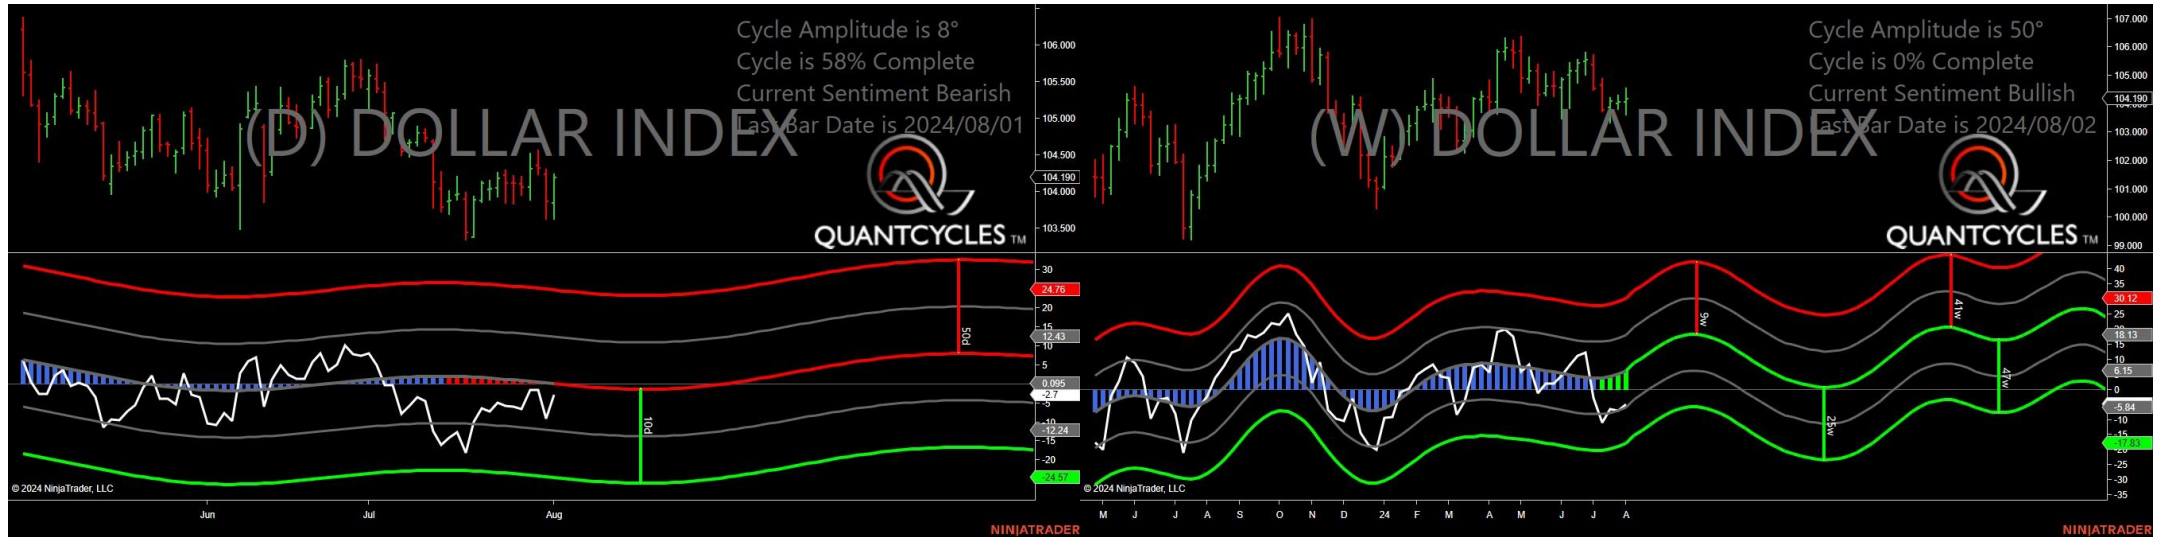 Cycle Amplitude is 8°
Cycle is 58% Complete
Current Sentiment Bearish
Last Bar Date is 2024/08/01
(D) DOLLAR INDEX
QUANTCYCLES TM
106.000
105.500
105.000
104.500
104.190
104.000
103.500
30
24.76
20
15
12.43
10
5
0.095
-2.7
-5
-12.24
-15
-20
-24.57
50d
10d
© 2024 NinjaTrader, LLC
Jun Jul Aug
NINJATRADER
Cycle Amplitude is 50°
Cycle is 0% Complete
Current Sentiment Bullish
Last Bar Date is 2024/08/02
(W) DOLLAR INDEX
QUANTCYCLES TM
107.000
106.000
105.000
104.190
103.000
102.000
101.000
100.000
99.000
40
35
30.12
25
18.13
15
10
6.15
0
-5.84
-10
-15
-17.83
-25
-30
-35
9w
41w
25w
47w
© 2024 NinjaTrader, LLC
M J J A S O N D 24 F M A M J J A
NINJATRADER